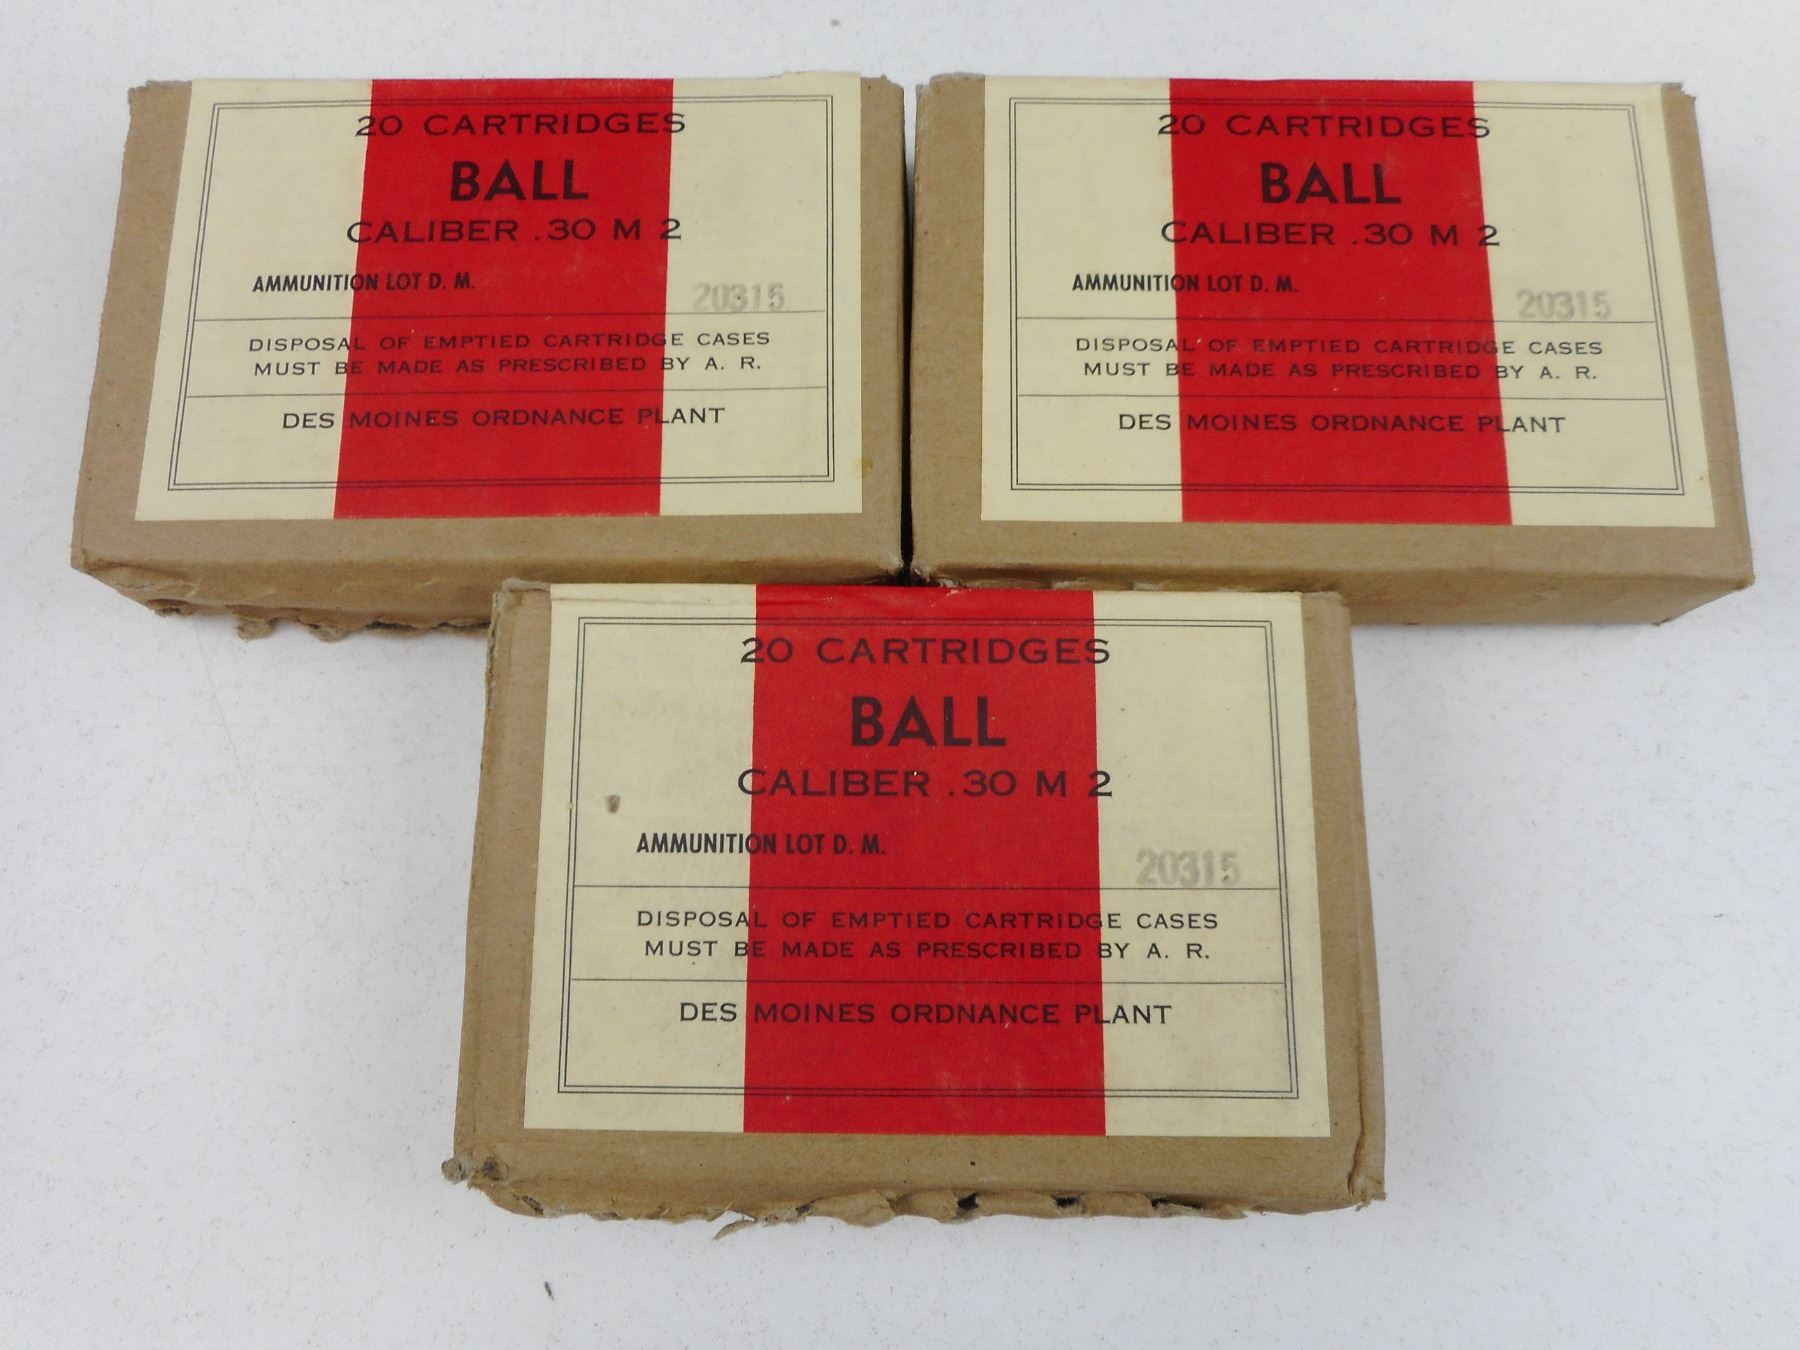 20 CARTRIDGES
BALL
CALIBER .30 M 2
AMMUNITION LOT D. M. 20315
DISPOSAL OF EMPTIED CARTRIDGE CASES
MUST BE MADE AS PRESCRIBED BY A. R.
DES MOINES ORDNANCE PLANT
20 CARTRIDGES
BALL
CALIBER .30 M 2
AMMUNITION LOT D. M. 20315
DISPOSAL OF EMPTIED CARTRIDGE CASES
MUST BE MADE AS PRESCRIBED BY A. R.
DES MOINES ORDNANCE PLANT
20 CARTRIDGES
BALL
CALIBER .30 M 2
AMMUNITION LOT D. M. 20315
DISPOSAL OF EMPTIED CARTRIDGE CASES
MUST BE MADE AS PRESCRIBED BY A. R.
DES MOINES ORDNANCE PLANT